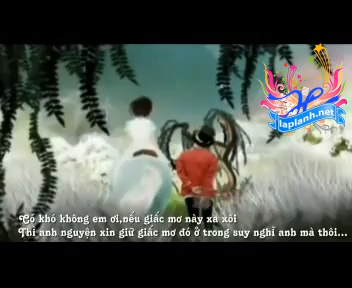 laplanh.net
Có khó không em ơi,nếu giấc mơ này xa xôi
Thì anh nguyện xin giữ giấc mơ đó ở trong suy nghĩ anh mà thôi...